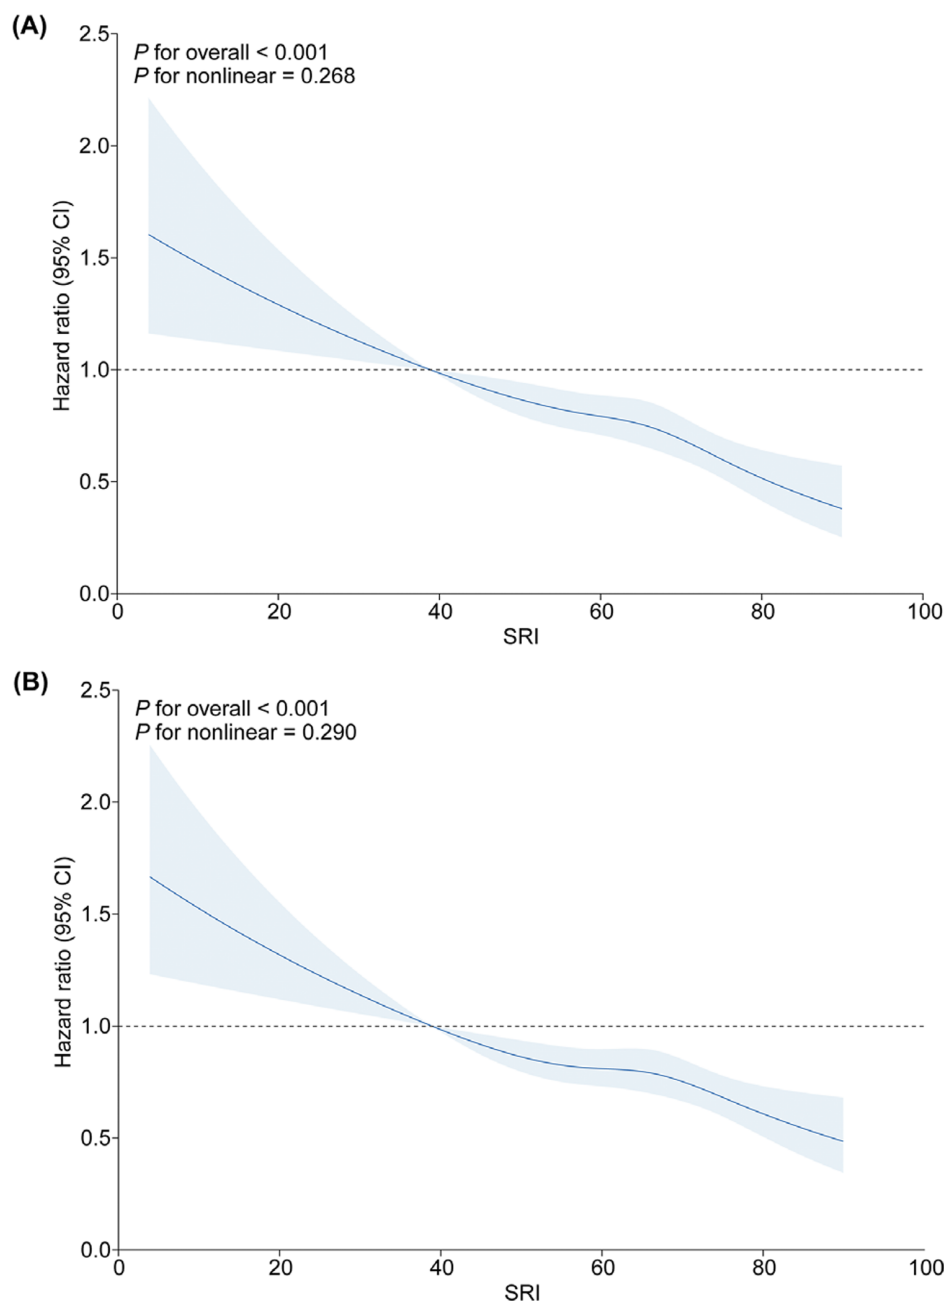 (A)
2.5
P for overall < 0.001
P for nonlinear = 0.268
2.0
1.5
Hazard ratio (95% CI)
1.0
0.5
0.0
0 20 40 60 80 100
SRI
(B)
2.5
P for overall < 0.001
P for nonlinear = 0.290
2.0
1.5
Hazard ratio (95% CI)
1.0
0.5
0.0
0 20 40 60 80 100
SRI